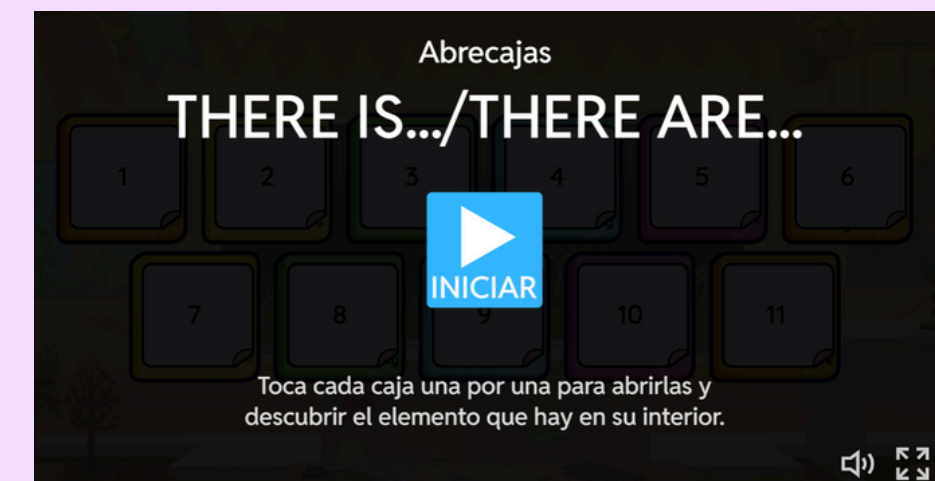 Abrecajas
THERE IS.../THERE ARE...
1 2 3 4 5 6
INICIAR
7 8 9 10 11
Toca cada caja una por una para abrirlas y
descubrir el elemento que hay en su interior.